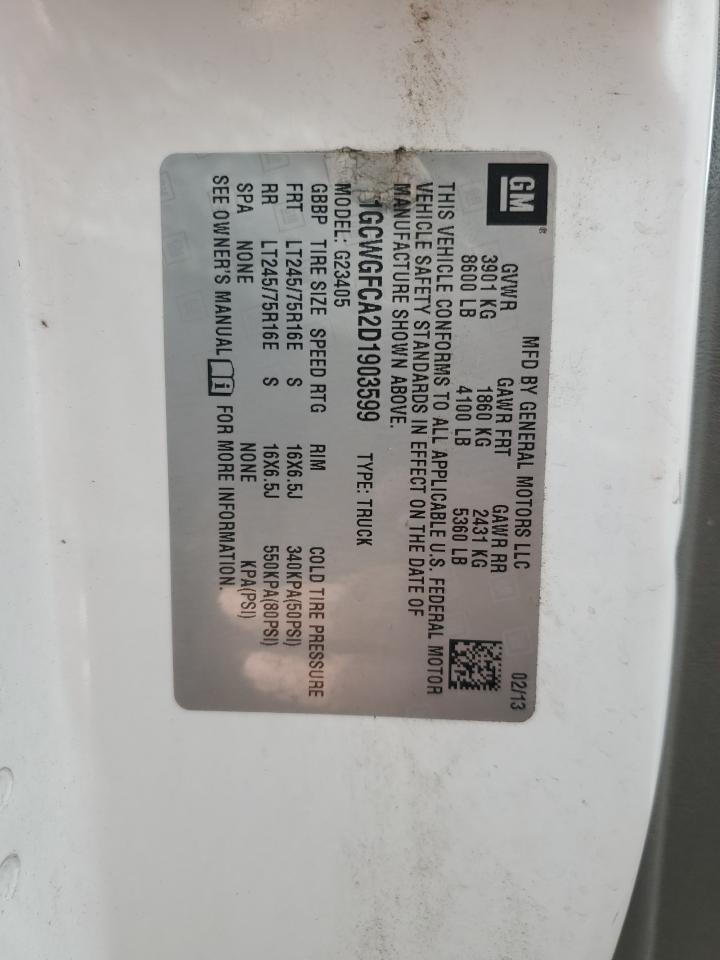 GM®
MFD BY GENERAL MOTORS LLC 02/13
GVWR GAWR FRT GAWR RR
3901 KG 1860 KG 2431 KG
8600 LB 4100 LB 5360 LB
THIS VEHICLE CONFORMS TO ALL APPLICABLE U.S. FEDERAL MOTOR
VEHICLE SAFETY STANDARDS IN EFFECT ON THE DATE OF
MANUFACTURE SHOWN ABOVE.
1GCWGFCA2D1903599 TYPE: TRUCK
MODEL: G23405
GBBP TIRE SIZE SPEED RTG RIM COLD TIRE PRESSURE
FRT LT245/75R16E S 16X6.5J 340KPA(50PSI)
RR LT245/75R16E S 16X6.5J 550KPA(80PSI)
SPA NONE NONE KPA(PSI)
SEE OWNER'S MANUAL i FOR MORE INFORMATION.